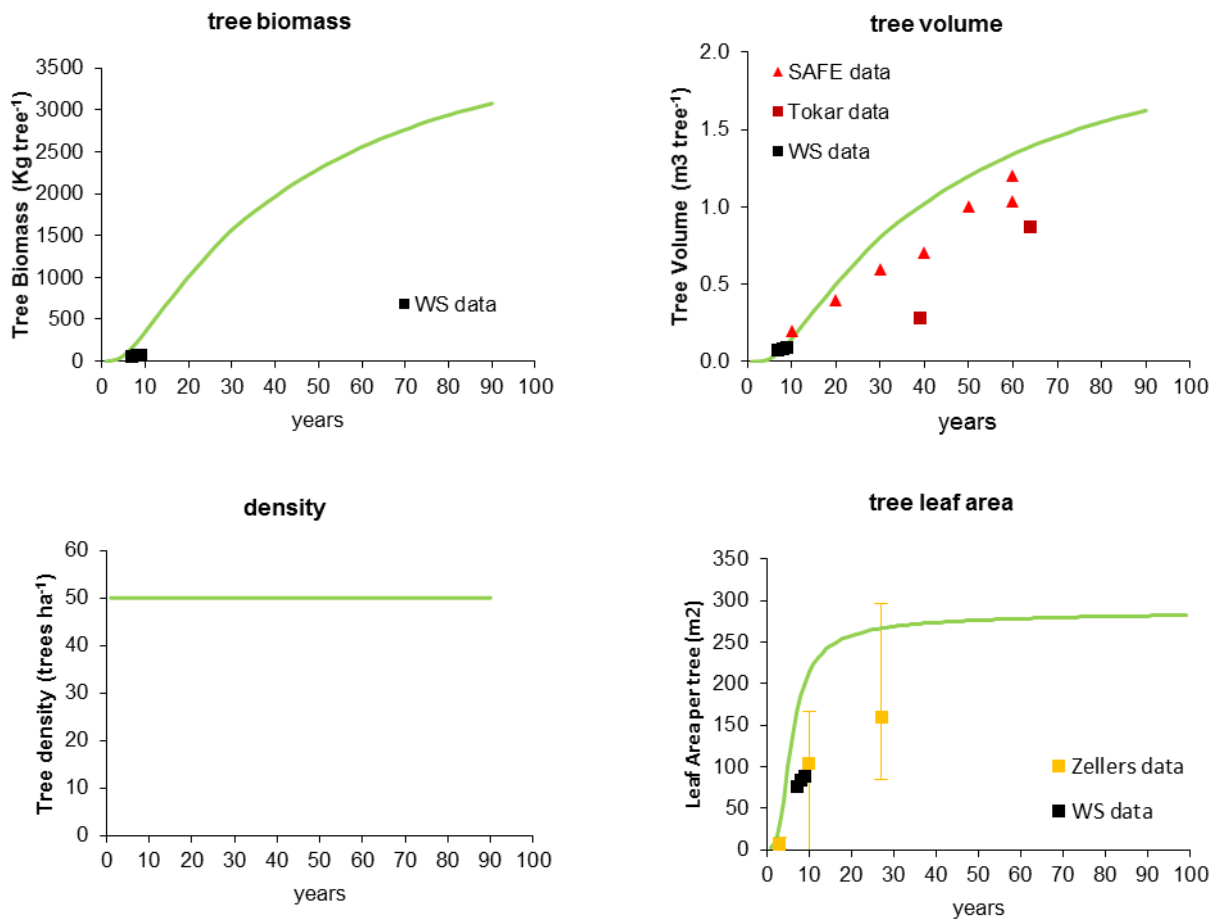 tree biomass
Tree Biomass (Kg tree-1)
3500
3000
2500
2000
1500
1000
500
0
WS data
0 10 20 30 40 50 60 70 80 90 100
years
tree volume
Tree Volume (m3 tree-1)
2.0
1.5
1.0
0.5
0.0
SAFE data
Tokar data
WS data
0 10 20 30 40 50 60 70 80 90 100
years
density
Tree density (trees ha-1)
60
50
40
30
20
10
0
0 10 20 30 40 50 60 70 80 90 100
years
tree leaf area
Leaf Area per tree (m2)
350
300
250
200
150
100
50
0
Zellers data
WS data
0 10 20 30 40 50 60 70 80 90 100
years